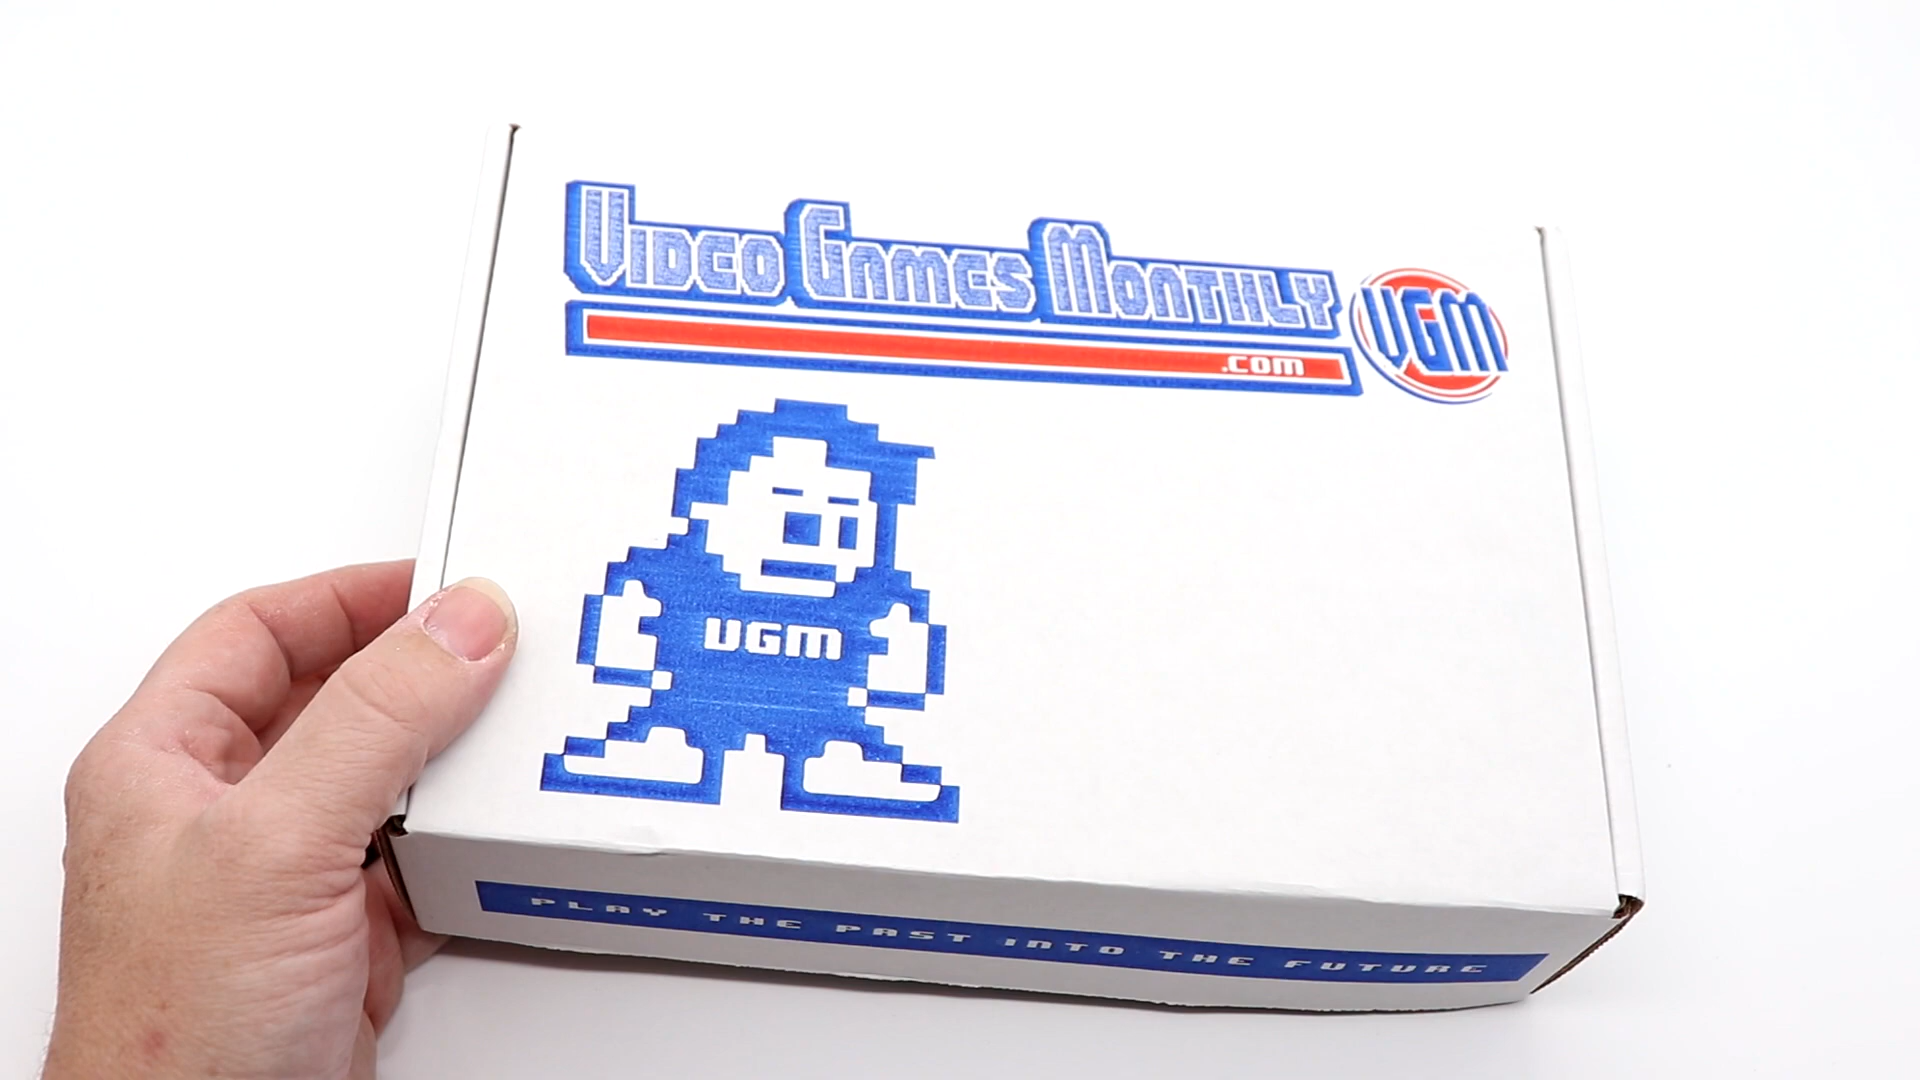 Video Games Monthly
.com
VGM
VGM
PLAY THE PAST INTO THE FUTURE